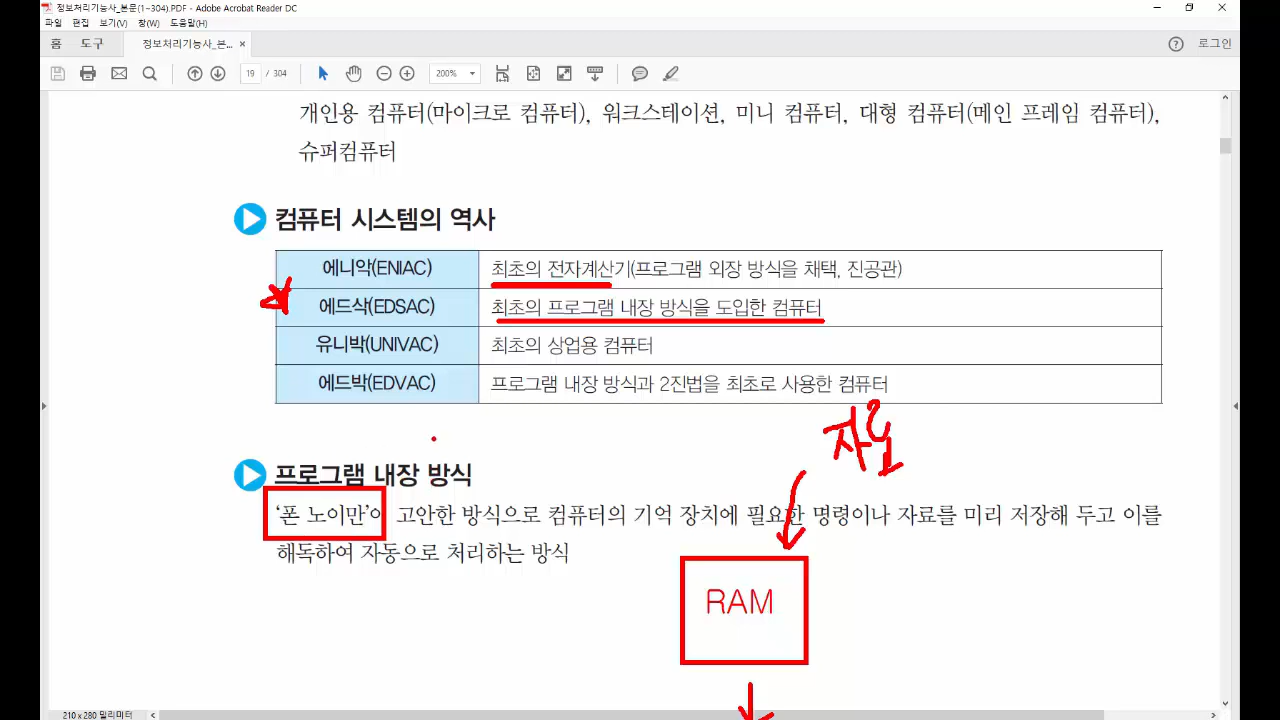 정보처리기능사_본문(1~304).PDF - Adobe Acrobat Reader DC
파일 편집 보기(V) 창(W) 도움말(H)
홈 도구 정보처리기능사_본... × 로그인
19 / 304 200%
개인용 컴퓨터(마이크로 컴퓨터), 워크스테이션, 미니 컴퓨터, 대형 컴퓨터(메인 프레임 컴퓨터),
슈퍼컴퓨터
컴퓨터 시스템의 역사
에니악(ENIAC) 최초의 전자계산기(프로그램 외장 방식을 채택, 진공관)
에드삭(EDSAC) 최초의 프로그램 내장 방식을 도입한 컴퓨터
유니박(UNIVAC) 최초의 상업용 컴퓨터
에드박(EDVAC) 프로그램 내장 방식과 2진법을 최초로 사용한 컴퓨터
자료
프로그램 내장 방식
‘폰 노이만’이 고안한 방식으로 컴퓨터의 기억 장치에 필요한 명령이나 자료를 미리 저장해 두고 이를
해독하여 자동으로 처리하는 방식
RAM
210 x 280 밀리미터